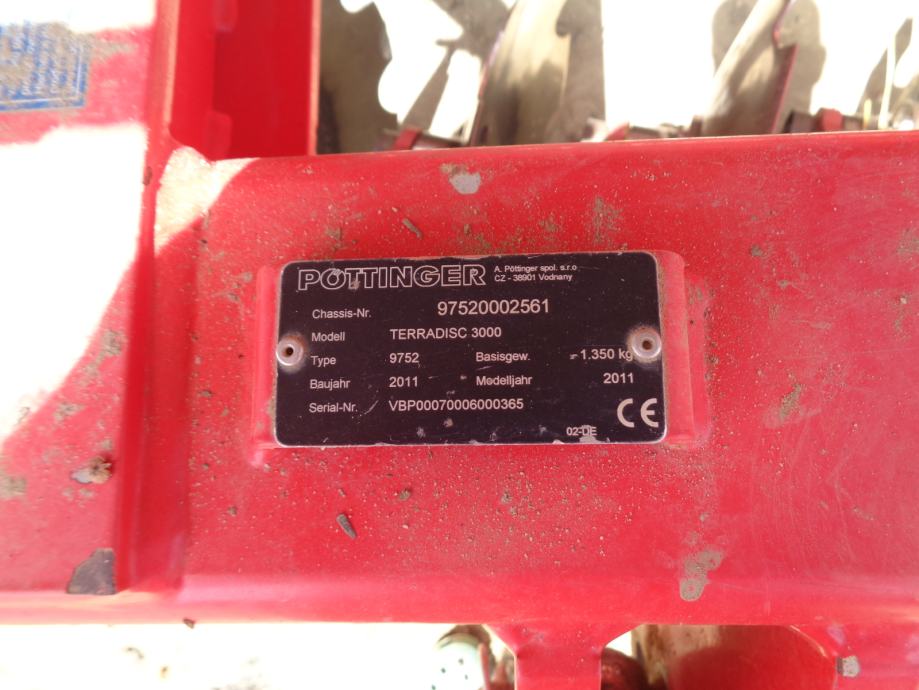 PÖTTINGER A. Pöttinger spol. s.r.o
CZ - 38901 Vodnany
Chassis-Nr. 97520002561
Modell TERRADISC 3000
Type 9752 Basisgew. 1.350 kg
Baujahr 2011 Modelljahr 2011
Serial-Nr. VBP00070006000365
02-DE CE